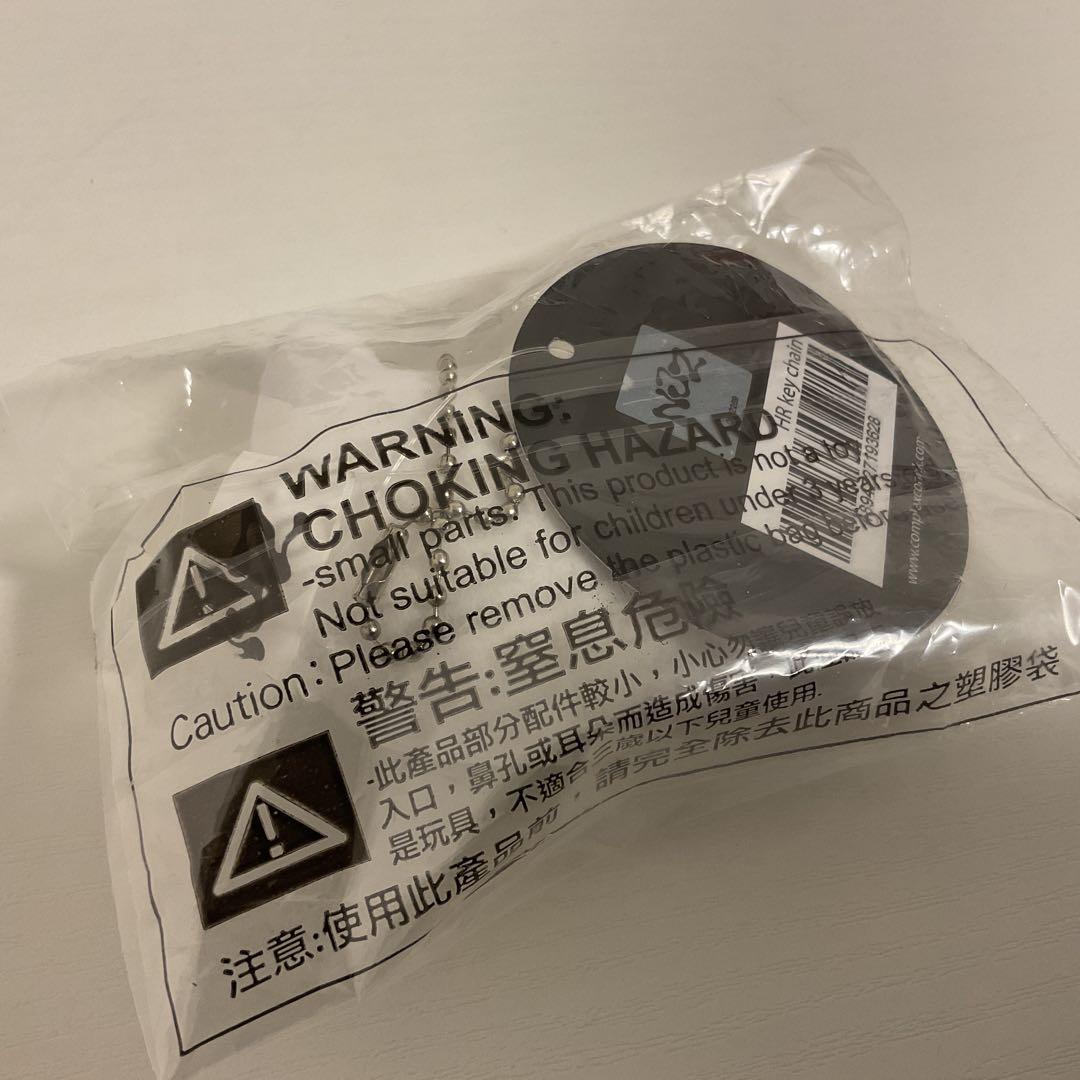 WARNING:
CHOKING HAZARD
-small parts. This product is not a toy
Not suitable for children under 3 years
Caution:Please remove the plastic bag before
警告:窒息危險
-此產品部分配件較小，小心勿讓兒童誤放
入口，鼻孔或耳朵而造成傷害，此
是玩具，不適合三歲以下兒童使用.
注意:使用此產品前，請完全除去此商品之塑膠袋
HR key chain
www.complexcon.com